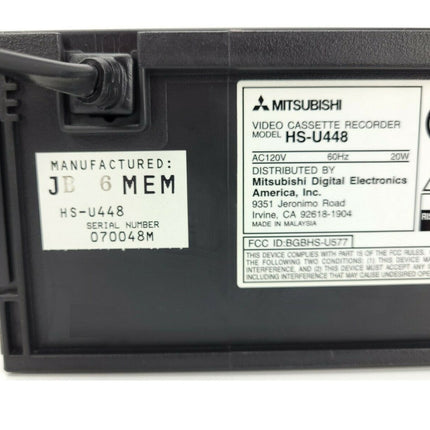 MANUFACTURED:
JB 6 MEM
HS-U448
SERIAL NUMBER
070048M
MITSUBISHI
VIDEO CASSETTE RECORDER
MODEL HS-U448
AC120V 60Hz 20W
DISTRIBUTED BY
Mitsubishi Digital Electronics
America, Inc.
9351 Jeronimo Road
Irvine, CA 92618-1904
MADE IN MALAYSIA
FCC ID:BGBHS-U577
THIS DEVICE COMPLIES WITH PART 15 OF THE FCC RULES.
TO THE FOLLOWING TWO CONDITIONS: (1) THIS DEVICE MA
INTERFERENCE, AND (2) THIS DEVICE MUST ACCEPT ANY
INCLUDING INTERFERENCE THAT MAY CAUSE UNDESIRED OPE